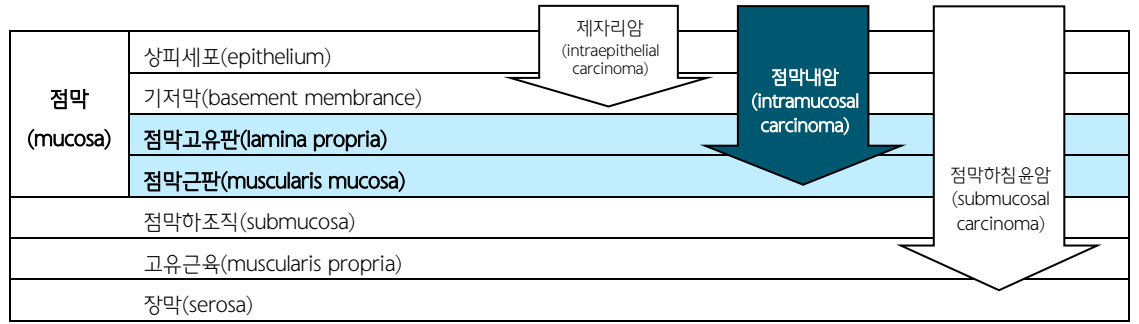 점막
(mucosa)
상피세포(epithelium)
기저막(basement membrance)
점막고유판(lamina propria)
점막근판(muscularis mucosa)
점막하조직(submucosa)
고유근육(muscularis propria)
장막(serosa)
제자리암
(intraepithelial
carcinoma)
점막내암
(intramucosal
carcinoma)
점막하침윤암
(submucosal
carcinoma)